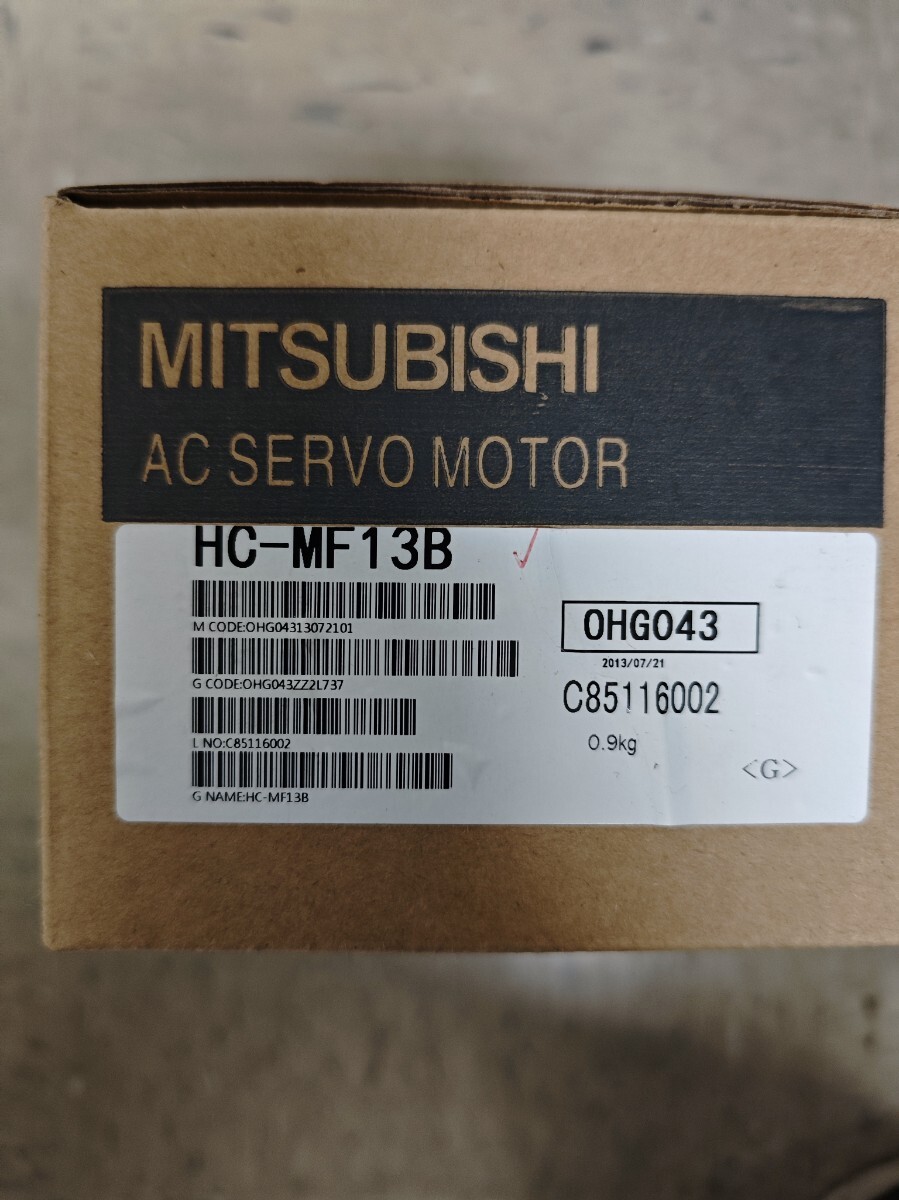 MITSUBISHI
AC SERVO MOTOR
HC-MF13B
M CODE:OHG04313072101
G CODE:OHG043ZZ2L737
L NO:C85116002
G NAME:HC-MF13B
OHG043
2013/07/21
C85116002
0.9kg
<G>